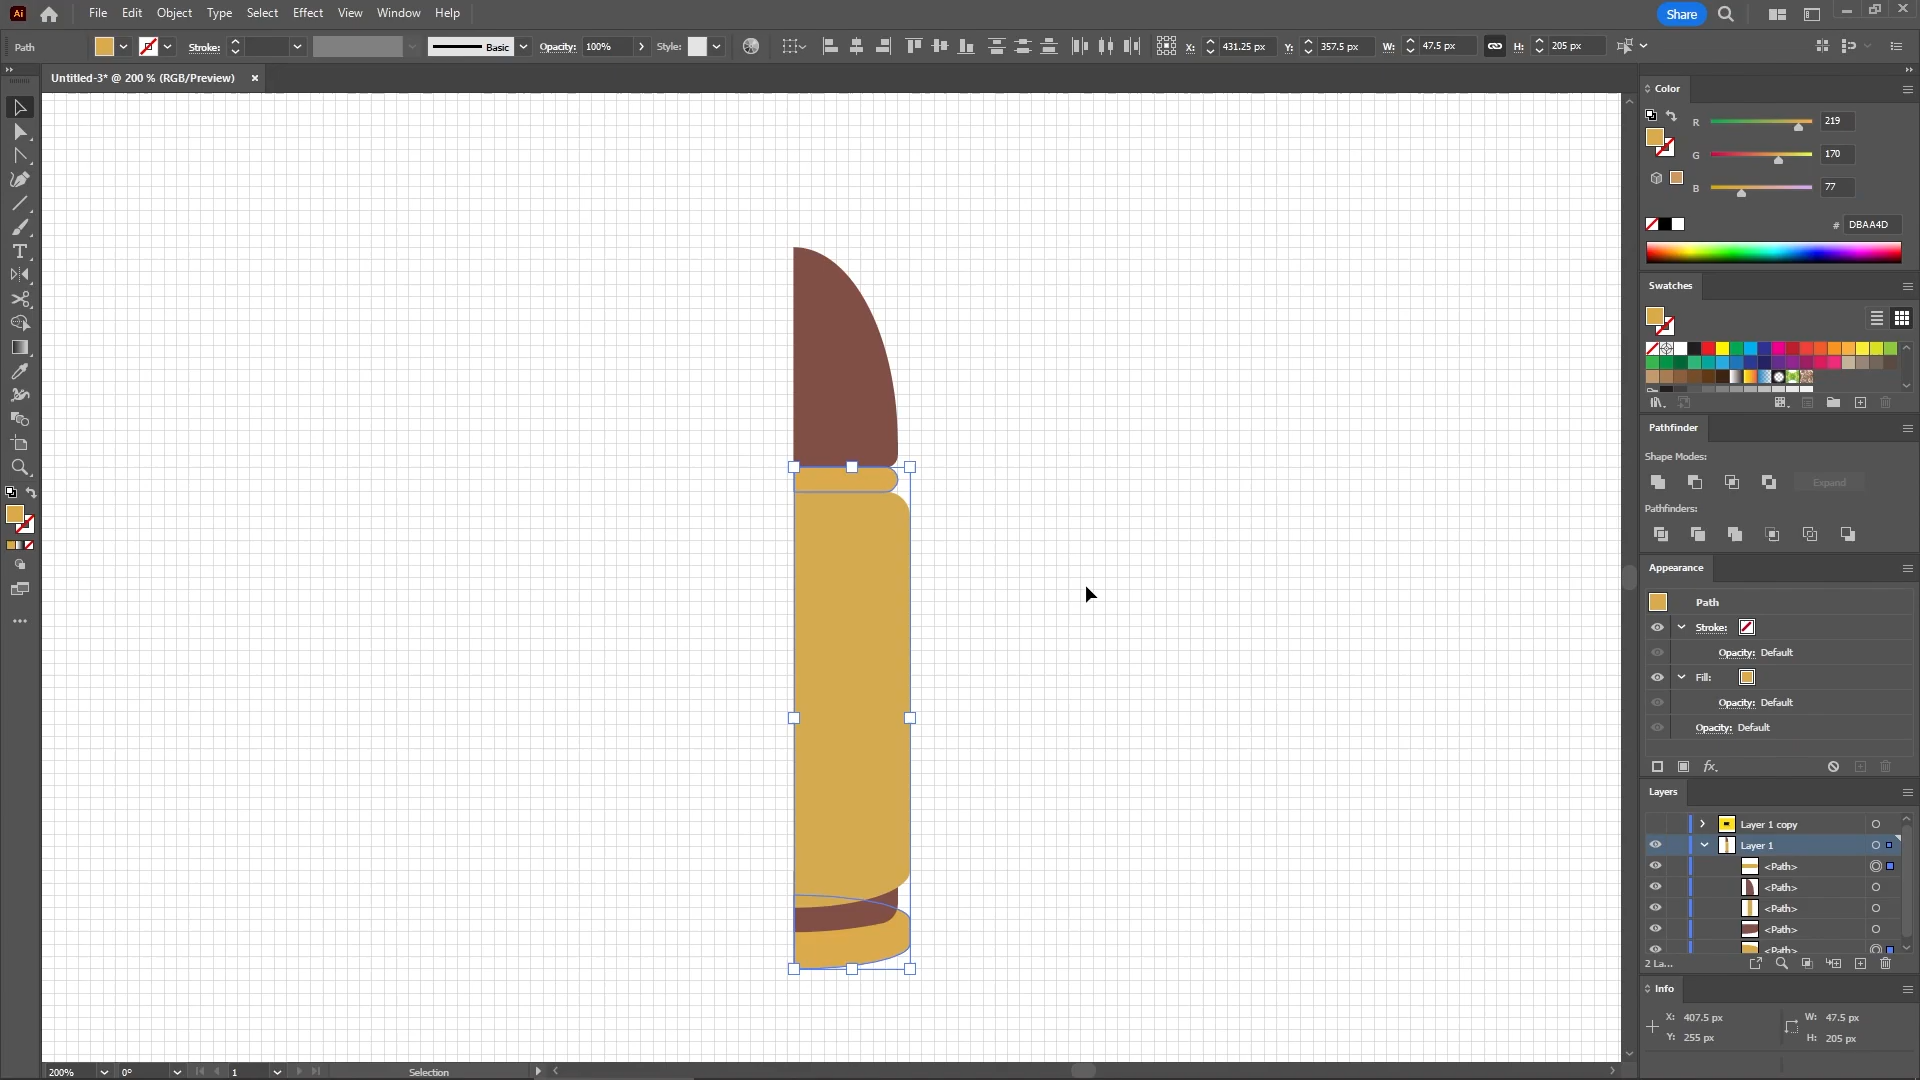 Ai File Edit Object Type Select Effect View Window Help Share
Path Stroke: Basic Opacity: 100% Style: X: 431.25 px Y: 357.5 px W: 47.5 px H: 205 px
Untitled-3* @ 200 % (RGB/Preview)
Color
R 219
G 170
B 77
# DBAA4D
Swatches
Pathfinder
Shape Modes:
Expand
Pathfinders:
Appearance
Path
Stroke:
Opacity: Default
Fill:
Opacity: Default
Opacity: Default
fx
Layers
Layer 1 copy
Layer 1
<Path>
<Path>
<Path>
<Path>
<Path>
2 La...
Info
X: 407.5 px W: 47.5 px
Y: 255 px H: 205 px
200% 0° 1 Selection